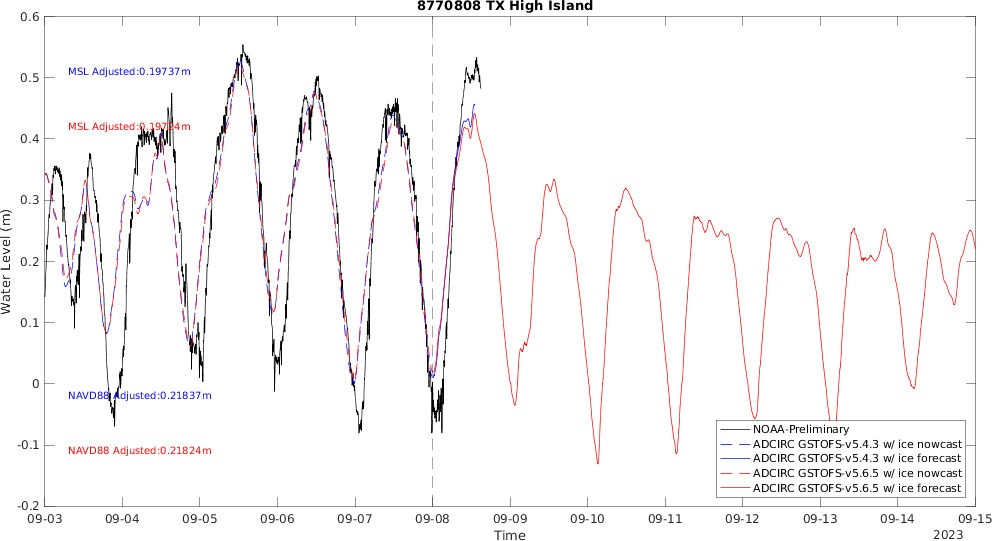 8770808 TX High Island
0.6
0.5
0.4
0.3
0.2
0.1
0
-0.1
-0.2
Water Level (m)
MSL Adjusted:0.19737m
MSL Adjusted:0.19724m
NAVD88 Adjusted:0.21837m
NAVD88 Adjusted:0.21824m
NOAA-Preliminary
ADCIRC GSTOFS-v5.4.3 w/ ice nowcast
ADCIRC GSTOFS-v5.4.3 w/ ice forecast
ADCIRC GSTOFS-v5.6.5 w/ ice nowcast
ADCIRC GSTOFS-v5.6.5 w/ ice forecast
09-03 09-04 09-05 09-06 09-07 09-08 09-09 09-10 09-11 09-12 09-13 09-14 09-15
Time
2023